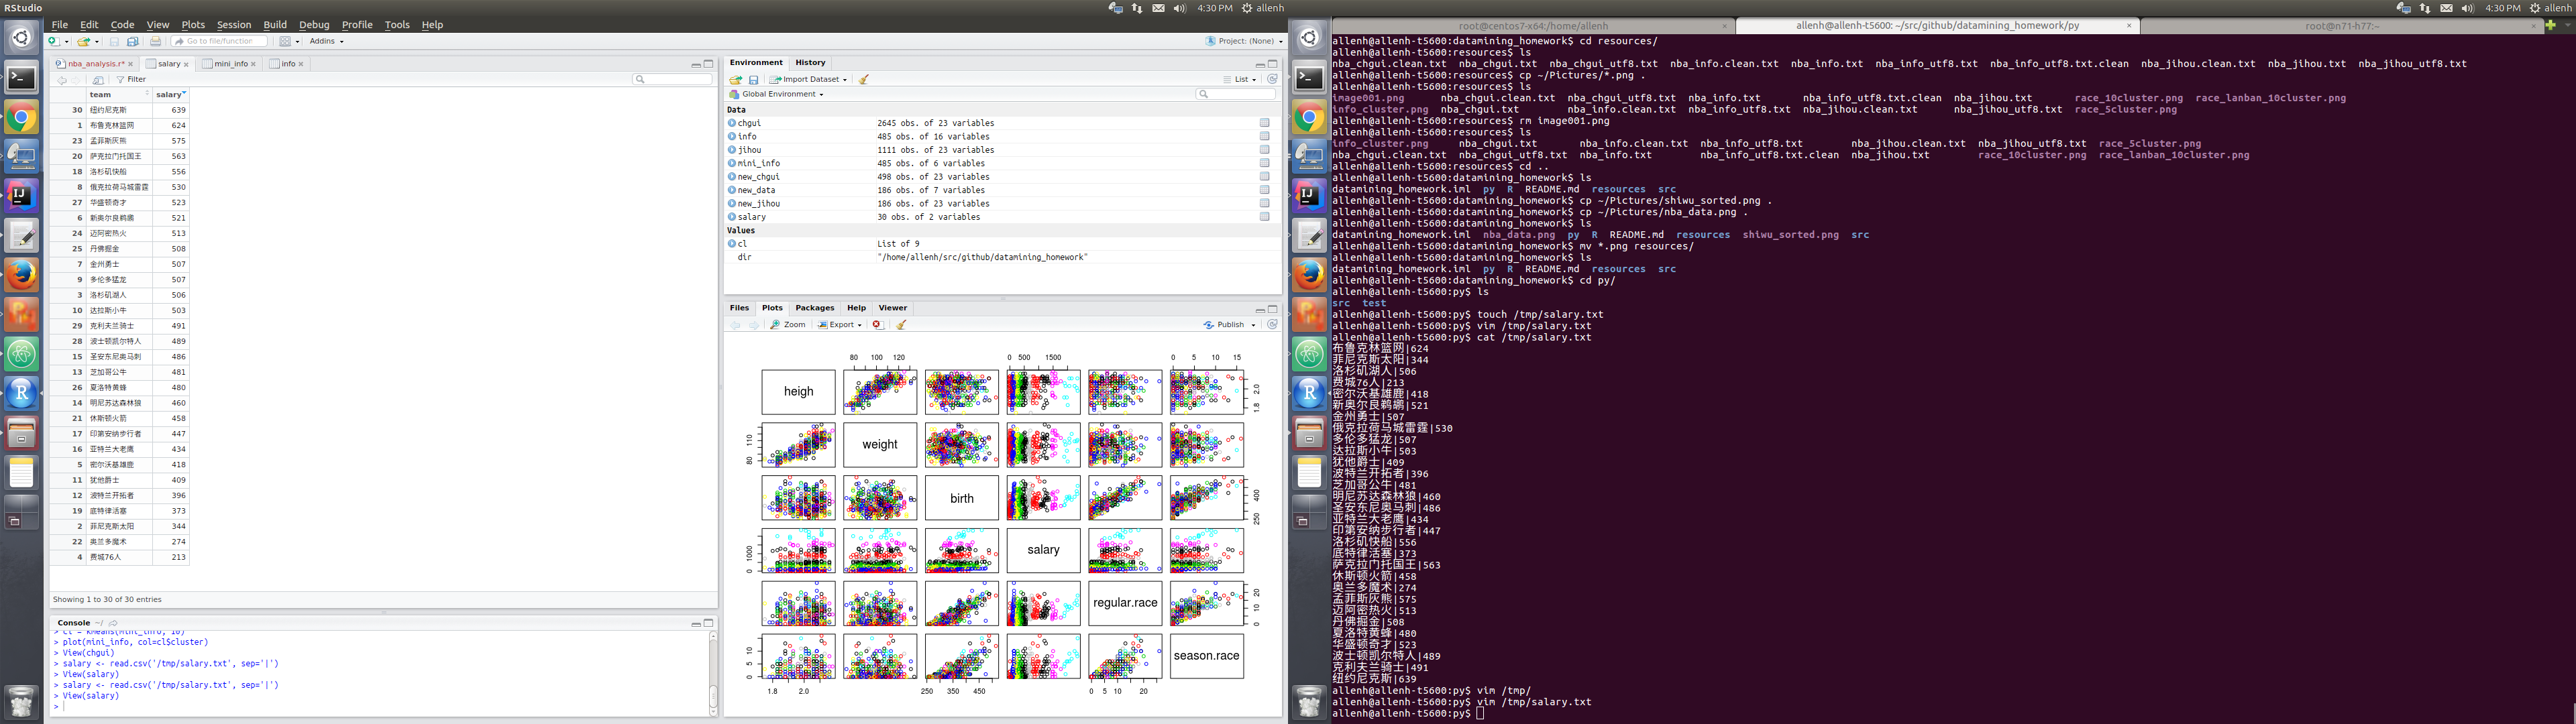 RStudio
4:30 PM allenh
File Edit Code View Plots Session Build Debug Profile Tools Help
Go to file/function Addins
Project: (None)
nba_analysis.r* salary mini_info info
Filter
team salary
30 纽约尼克斯 639
1 布鲁克林篮网 624
23 孟菲斯灰熊 575
20 萨克拉门托国王 563
18 洛杉矶快船 556
8 俄克拉荷马城雷霆 530
27 华盛顿奇才 523
6 新奥尔良鹈鹕 521
24 迈阿密热火 513
25 丹佛掘金 508
7 金州勇士 507
9 多伦多猛龙 507
3 洛杉矶湖人 506
10 达拉斯小牛 503
29 克利夫兰骑士 491
28 波士顿凯尔特人 489
15 圣安东尼奥马刺 486
13 芝加哥公牛 481
26 夏洛特黄蜂 480
14 明尼苏达森林狼 460
21 休斯顿火箭 458
17 印第安纳步行者 447
16 亚特兰大老鹰 434
5 密尔沃基雄鹿 418
11 犹他爵士 409
12 波特兰开拓者 396
19 底特律活塞 373
2 菲尼克斯太阳 344
22 奥兰多魔术 274
4 费城76人 213
Showing 1 to 30 of 30 entries
Console ~/
> cl = kmeans(mini_info, 10)
> plot(mini_info, col=cl$cluster)
> View(chgui)
> salary <- read.csv('/tmp/salary.txt', sep='|')
> View(salary)
> salary <- read.csv('/tmp/salary.txt', sep='|')
> View(salary)
>
Environment History
Import Dataset List
Global Environment
Data
chgui 2645 obs. of 23 variables
info 485 obs. of 16 variables
jihou 1111 obs. of 23 variables
mini_info 485 obs. of 6 variables
new_chgui 498 obs. of 23 variables
new_data 186 obs. of 7 variables
new_jihou 186 obs. of 23 variables
salary 30 obs. of 2 variables
Values
cl List of 9
dir "/home/allenh/src/github/datamining_homework"
Files Plots Packages Help Viewer
Zoom Export Publish
80 100 120 0 500 1500 0 5 10 15
heigh
1.8 2.0
weight
80 110
birth
250 400
salary
0 1000
regular.race
0 10 20
season.race
0 5 10
1.8 2.0 250 350 450 0 5 10 20
4:30 PM allenh
root@centos7-x64:/home/allenh allenh@allenh-t5600: ~/src/github/datamining_homework/py root@n71-h77:~
allenh@allenh-t5600:datamining_homework$ cd resources/
allenh@allenh-t5600:resources$ ls
nba_chgui.clean.txt nba_chgui.txt nba_chgui_utf8.txt nba_info.clean.txt nba_info.txt nba_info_utf8.txt nba_info_utf8.txt.clean nba_jihou.clean.txt nba_jihou.txt nba_jihou_utf8.txt
allenh@allenh-t5600:resources$ cp ~/Pictures/*.png .
allenh@allenh-t5600:resources$ ls
image001.png nba_chgui.clean.txt nba_chgui_utf8.txt nba_info.txt nba_info_utf8.txt.clean nba_jihou.txt race_10cluster.png race_lanban_10cluster.png
info_cluster.png nba_chgui.txt nba_info.clean.txt nba_info_utf8.txt nba_jihou.clean.txt nba_jihou_utf8.txt race_5cluster.png
allenh@allenh-t5600:resources$ rm image001.png
allenh@allenh-t5600:resources$ ls
info_cluster.png nba_chgui.txt nba_info.clean.txt nba_info_utf8.txt nba_jihou.clean.txt nba_jihou_utf8.txt race_5cluster.png
nba_chgui.clean.txt nba_chgui_utf8.txt nba_info.txt nba_info_utf8.txt.clean nba_jihou.txt race_10cluster.png race_lanban_10cluster.png
allenh@allenh-t5600:resources$ cd ..
allenh@allenh-t5600:datamining_homework$ ls
datamining_homework.iml py R README.md resources src
allenh@allenh-t5600:datamining_homework$ cp ~/Pictures/shiwu_sorted.png .
allenh@allenh-t5600:datamining_homework$ cp ~/Pictures/nba_data.png .
allenh@allenh-t5600:datamining_homework$ ls
datamining_homework.iml nba_data.png py R README.md resources shiwu_sorted.png src
allenh@allenh-t5600:datamining_homework$ mv *.png resources/
allenh@allenh-t5600:datamining_homework$ ls
datamining_homework.iml py R README.md resources src
allenh@allenh-t5600:datamining_homework$ cd py/
allenh@allenh-t5600:py$ ls
src test
allenh@allenh-t5600:py$ touch /tmp/salary.txt
allenh@allenh-t5600:py$ vim /tmp/salary.txt
allenh@allenh-t5600:py$ cat /tmp/salary.txt
布鲁克林篮网|624
菲尼克斯太阳|344
洛杉矶湖人|506
费城76人|213
密尔沃基雄鹿|418
新奥尔良鹈鹕|521
金州勇士|507
俄克拉荷马城雷霆|530
多伦多猛龙|507
达拉斯小牛|503
犹他爵士|409
波特兰开拓者|396
芝加哥公牛|481
明尼苏达森林狼|460
圣安东尼奥马刺|486
亚特兰大老鹰|434
印第安纳步行者|447
洛杉矶快船|556
底特律活塞|373
萨克拉门托国王|563
休斯顿火箭|458
奥兰多魔术|274
孟菲斯灰熊|575
迈阿密热火|513
丹佛掘金|508
夏洛特黄蜂|480
华盛顿奇才|523
波士顿凯尔特人|489
克利夫兰骑士|491
纽约尼克斯|639
allenh@allenh-t5600:py$ vim /tmp/
allenh@allenh-t5600:py$ vim /tmp/salary.txt
allenh@allenh-t5600:py$